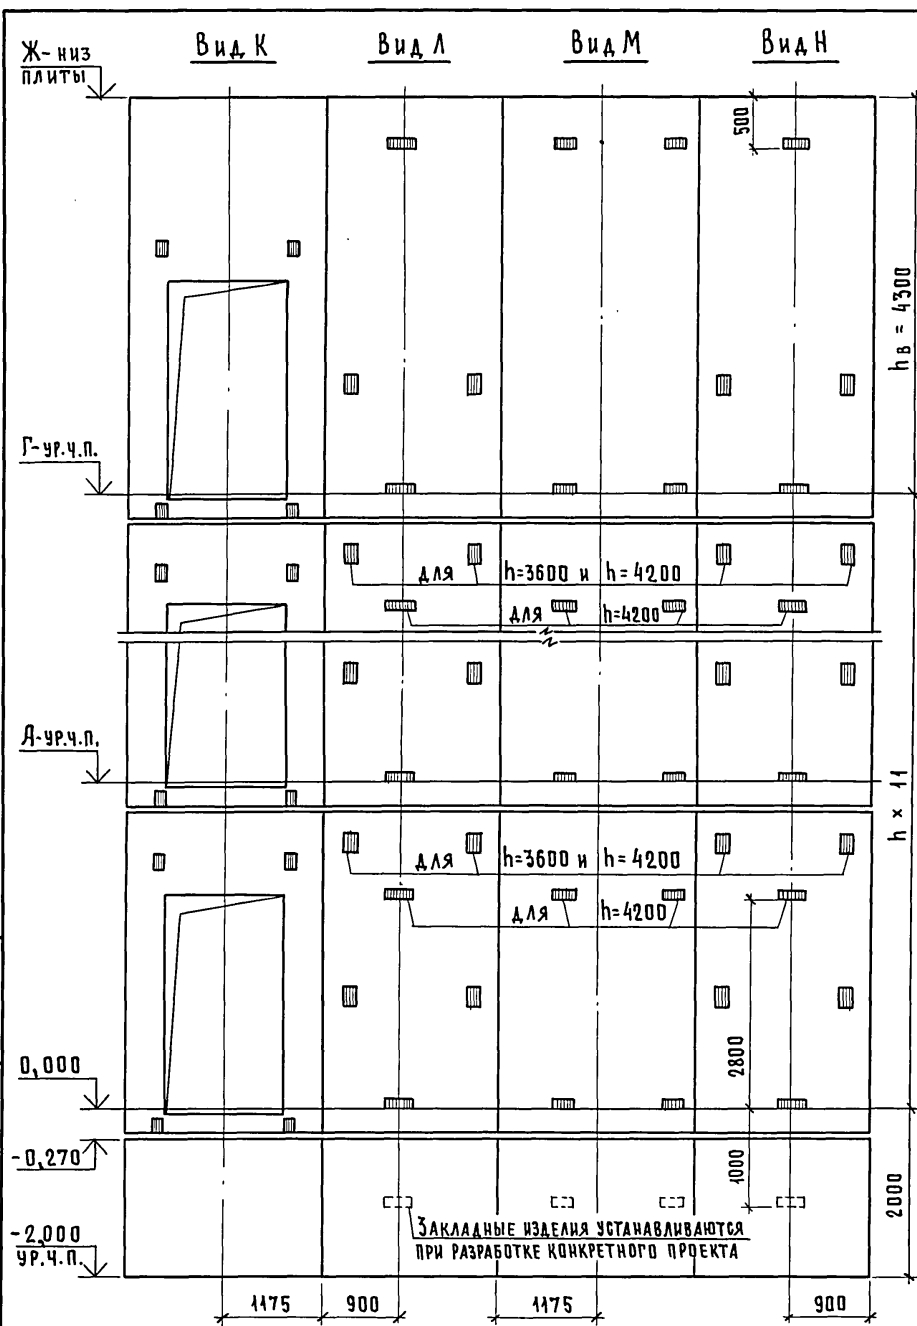 Ж- низ
плиты
Вид К
Вид Л
Вид М
Вид Н
500
hв = 4300
Г-ур.ч.п.
для h=3600 и h=4200
для h=4200
А-ур.ч.п.
h × 11
для h=3600 и h=4200
для h=4200
2800
0,000
-0,270
1000
2000
-2,000
ур.ч.п.
Закладные изделия устанавливаются
при разработке конкретного проекта
1175
900
1175
900